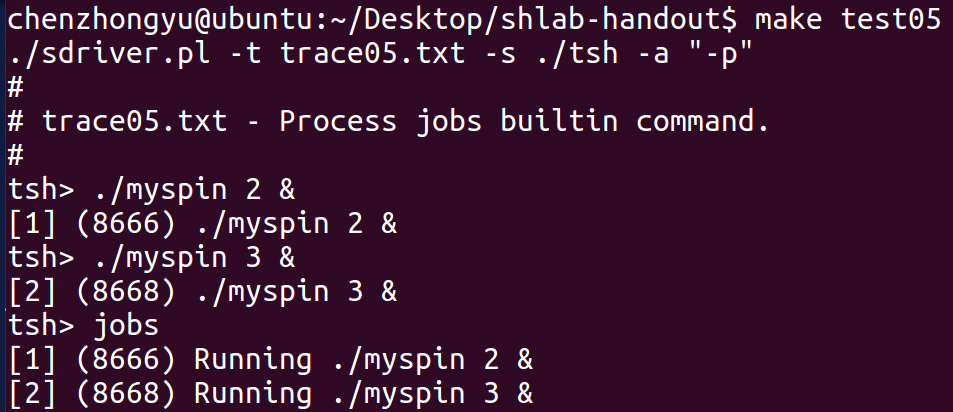 chenzhongyu@ubuntu:~/Desktop/shlab-handout$ make test05
./sdriver.pl -t trace05.txt -s ./tsh -a "-p"
#
# trace05.txt - Process jobs builtin command.
#
tsh> ./myspin 2 &
[1] (8666) ./myspin 2 &
tsh> ./myspin 3 &
[2] (8668) ./myspin 3 &
tsh> jobs
[1] (8666) Running ./myspin 2 &
[2] (8668) Running ./myspin 3 &